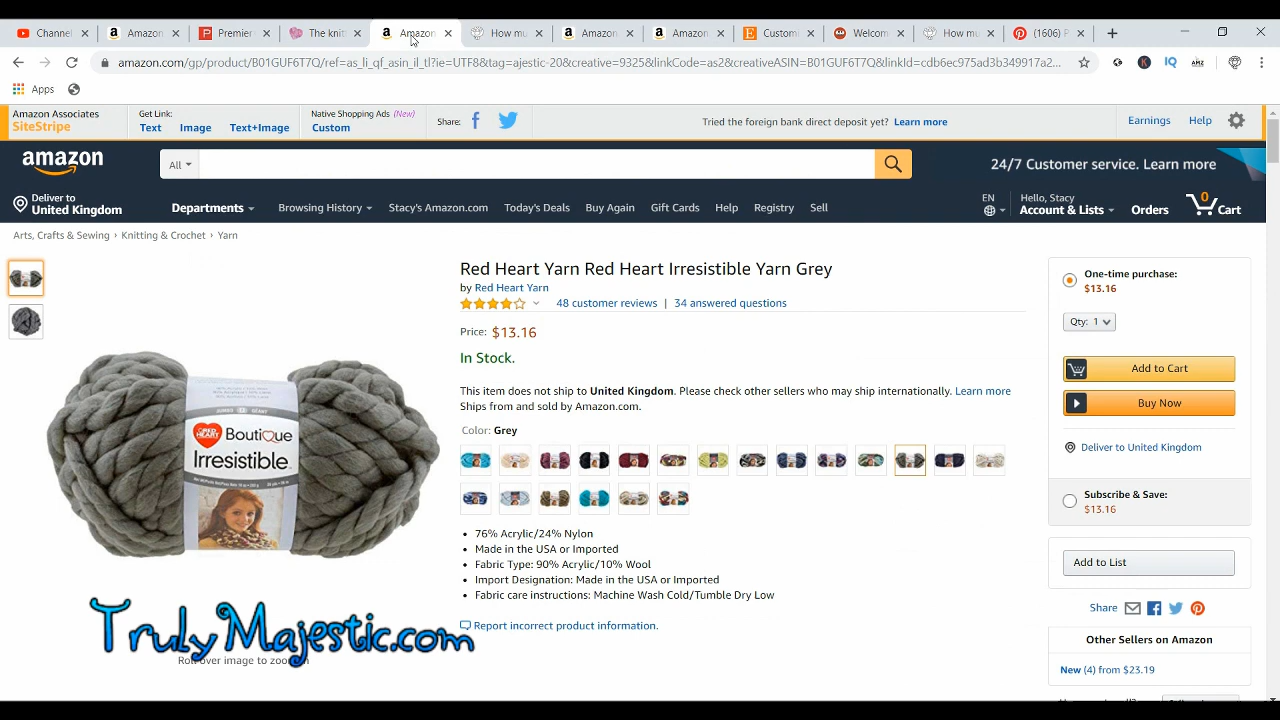 Channel
Amazon
Premier
The knit
Amazon
How mu
Amazon
Amazon
Custom
Welcom
How mu
(1606) P
amazon.com/gp/product/B01GUF6T7Q/ref=as_li_qf_asin_il_tl?ie=UTF8&tag=ajestic-20&creative=9325&linkCode=as2&creativeASIN=B01GUF6T7Q&linkId=cdb6ec975ad3b349917a2...
Apps
Amazon Associates
SiteStripe
Get Link:
Text Image Text+Image
Native Shopping Ads (New)
Custom
Share:
Tried the foreign bank direct deposit yet? Learn more
Earnings Help
amazon
All
24/7 Customer service. Learn more
Deliver to
United Kingdom
Departments
Browsing History
Stacy's Amazon.com
Today's Deals
Buy Again
Gift Cards
Help
Registry
Sell
EN
Hello, Stacy
Account & Lists
Orders
0
Cart
Arts, Crafts & Sewing › Knitting & Crochet › Yarn
Red Heart Yarn Red Heart Irresistible Yarn Grey
by Red Heart Yarn
48 customer reviews | 34 answered questions
Price: $13.16
In Stock.
This item does not ship to United Kingdom. Please check other sellers who may ship internationally. Learn more
Ships from and sold by Amazon.com.
Color: Grey
76% Acrylic/24% Nylon
Made in the USA or Imported
Fabric Type: 90% Acrylic/10% Wool
Import Designation: Made in the USA or Imported
Fabric care instructions: Machine Wash Cold/Tumble Dry Low
Report incorrect product information.
RED HEART
Boutique
Irresistible
TrulyMajestic.com
Roll over image to zoom in
One-time purchase:
$13.16
Qty: 1
Add to Cart
Buy Now
Deliver to United Kingdom
Subscribe & Save:
$13.16
Add to List
Share
Other Sellers on Amazon
New (4) from $23.19